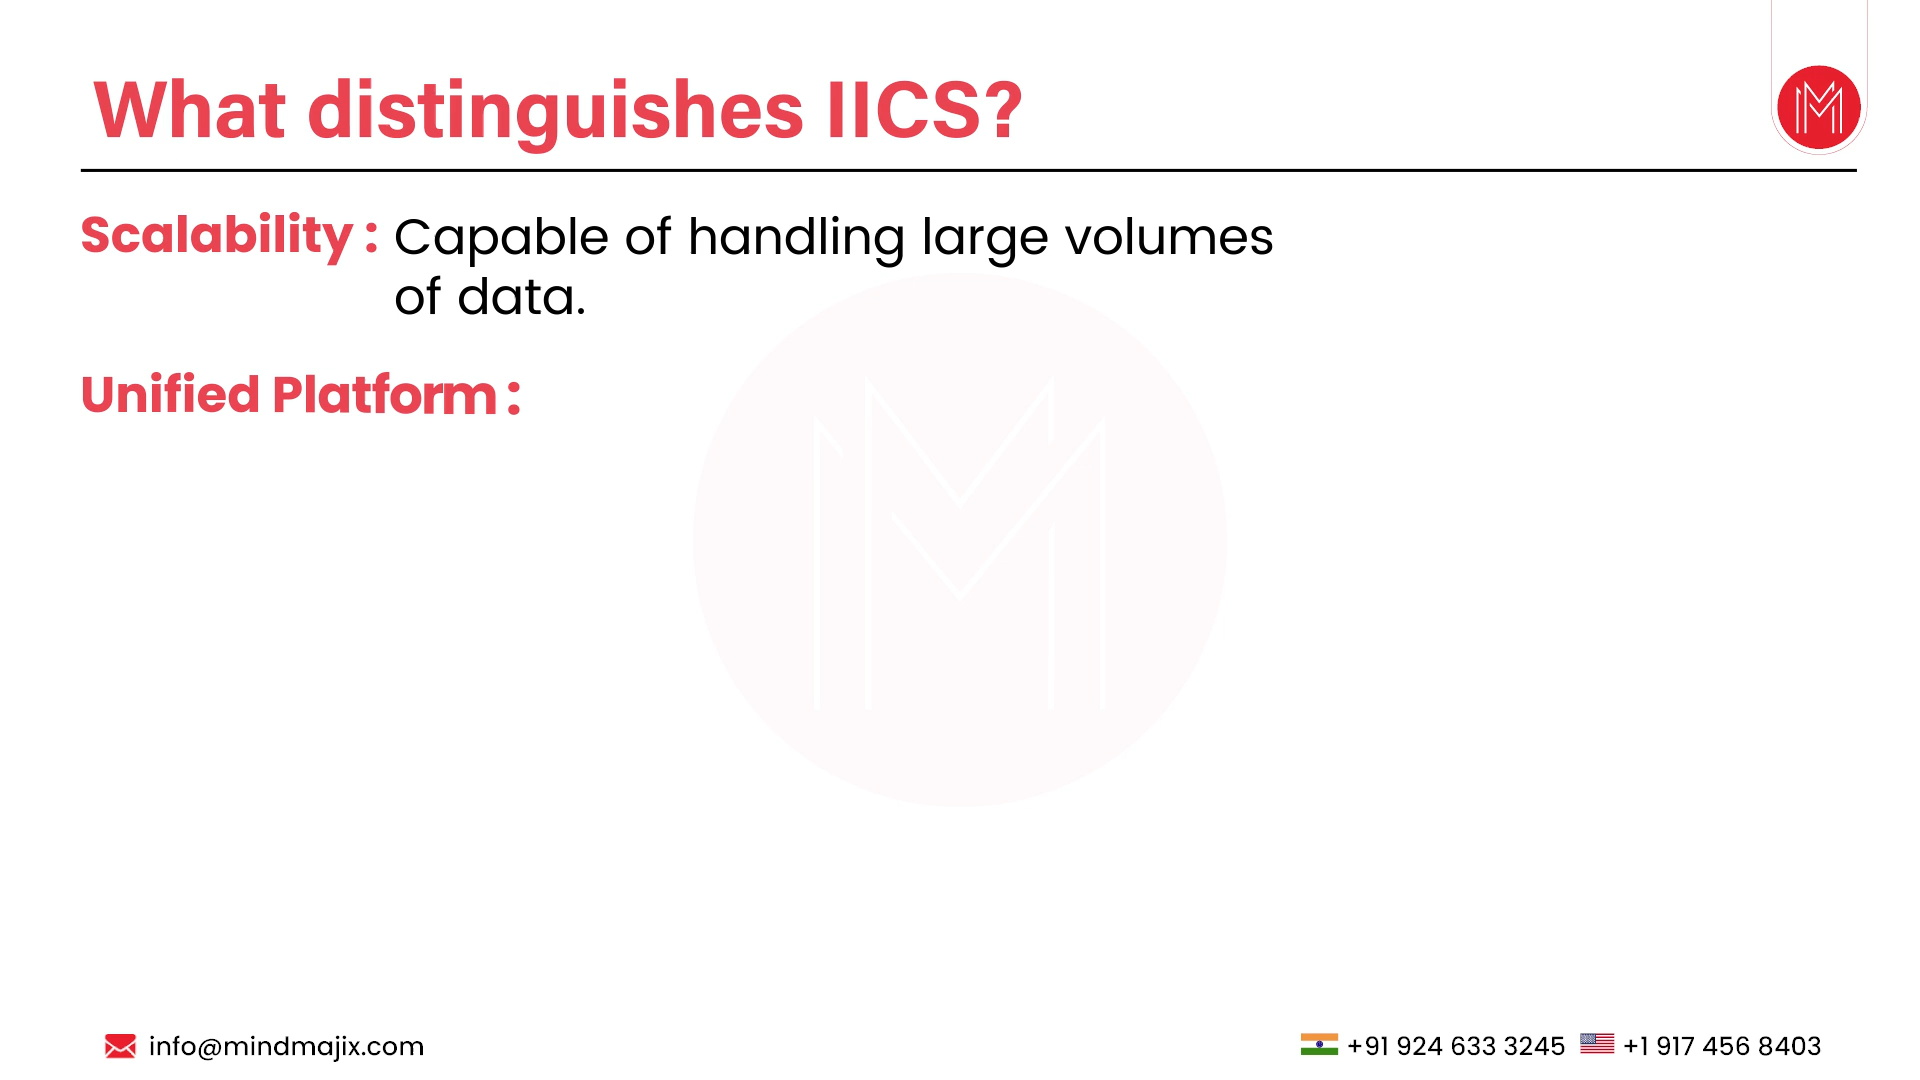 What distinguishes IICS?
Scalability : Capable of handling large volumes
of data.
Unified Platform :
info@mindmajix.com
+91 924 633 3245 +1 917 456 8403